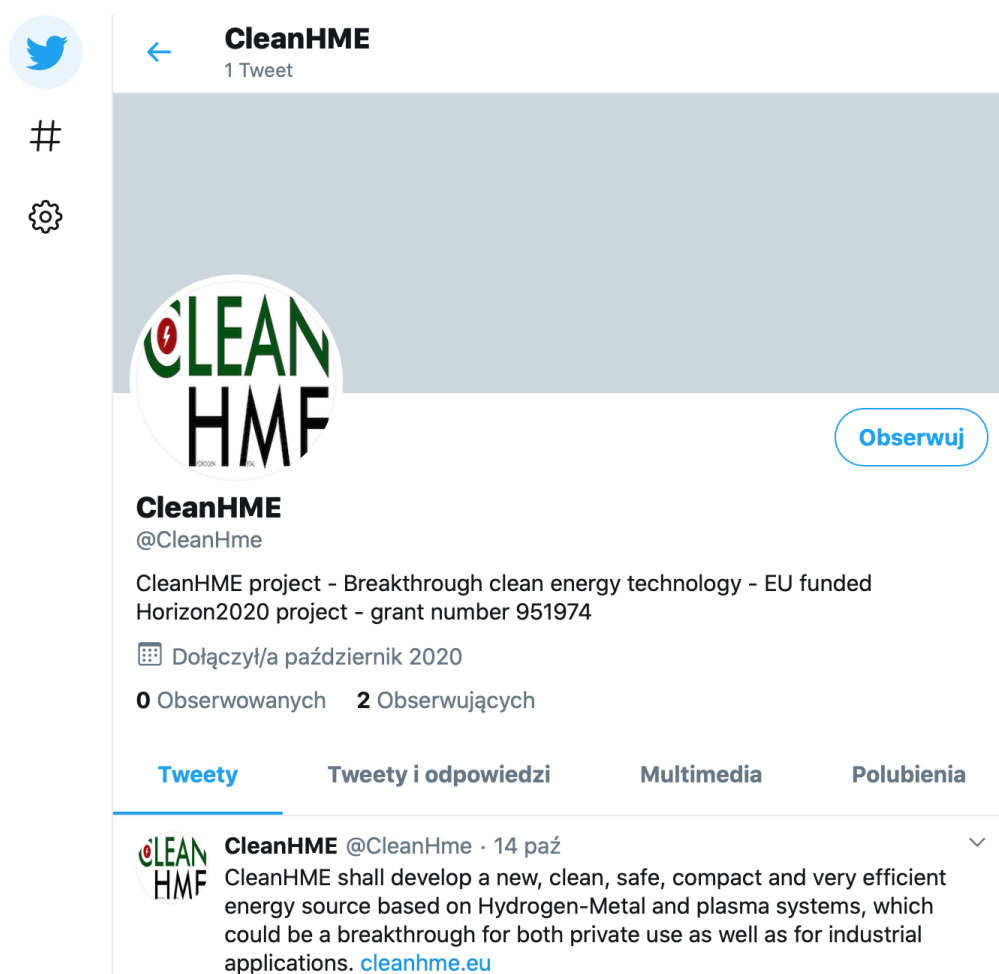 CleanHME
1 Tweet
CLEAN
HME
Obserwuj
CleanHME
@CleanHme
CleanHME project - Breakthrough clean energy technology - EU funded
Horizon2020 project - grant number 951974
Dołączył/a październik 2020
0 Obserwowanych 2 Obserwujących
Tweety Tweety i odpowiedzi Multimedia Polubienia
CLEAN
HME
CleanHME @CleanHme · 14 paź
CleanHME shall develop a new, clean, safe, compact and very efficient
energy source based on Hydrogen-Metal and plasma systems, which
could be a breakthrough for both private use as well as for industrial
applications. cleanhme.eu